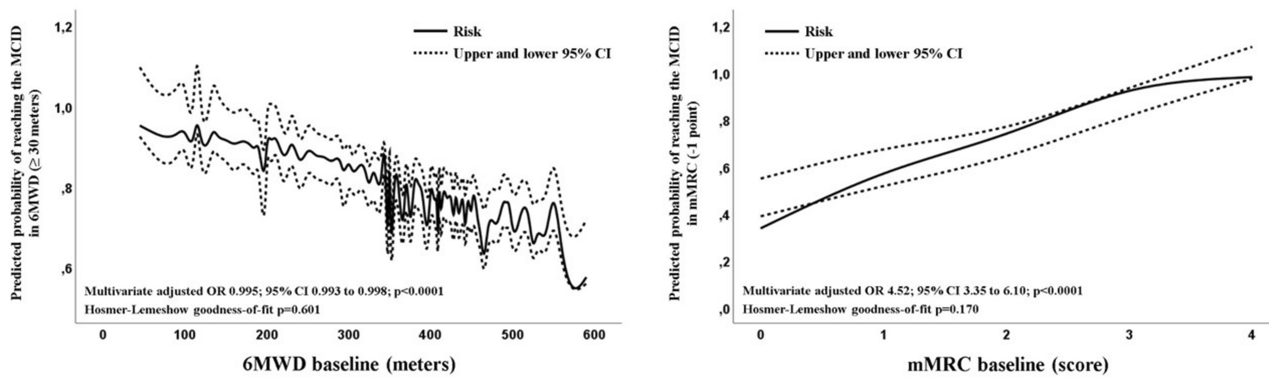 Predicted probability of reaching the MCID
in 6MWD (≥ 30 meters)
1,2
1,0
,8
,6
Risk
Upper and lower 95% CI
Multivariate adjusted OR 0.995; 95% CI 0.993 to 0.998; p<0.0001
Hosmer-Lemeshow goodness-of-fit p=0.601
0 100 200 300 400 500 600
6MWD baseline (meters)
Predicted probability of reaching the MCID
in mMRC (-1 point)
1,2
1,0
,8
,6
,4
,2
,0
Risk
Upper and lower 95% CI
Multivariate adjusted OR 4.52; 95% CI 3.35 to 6.10; p<0.0001
Hosmer-Lemeshow goodness-of-fit p=0.170
0 1 2 3 4
mMRC baseline (score)